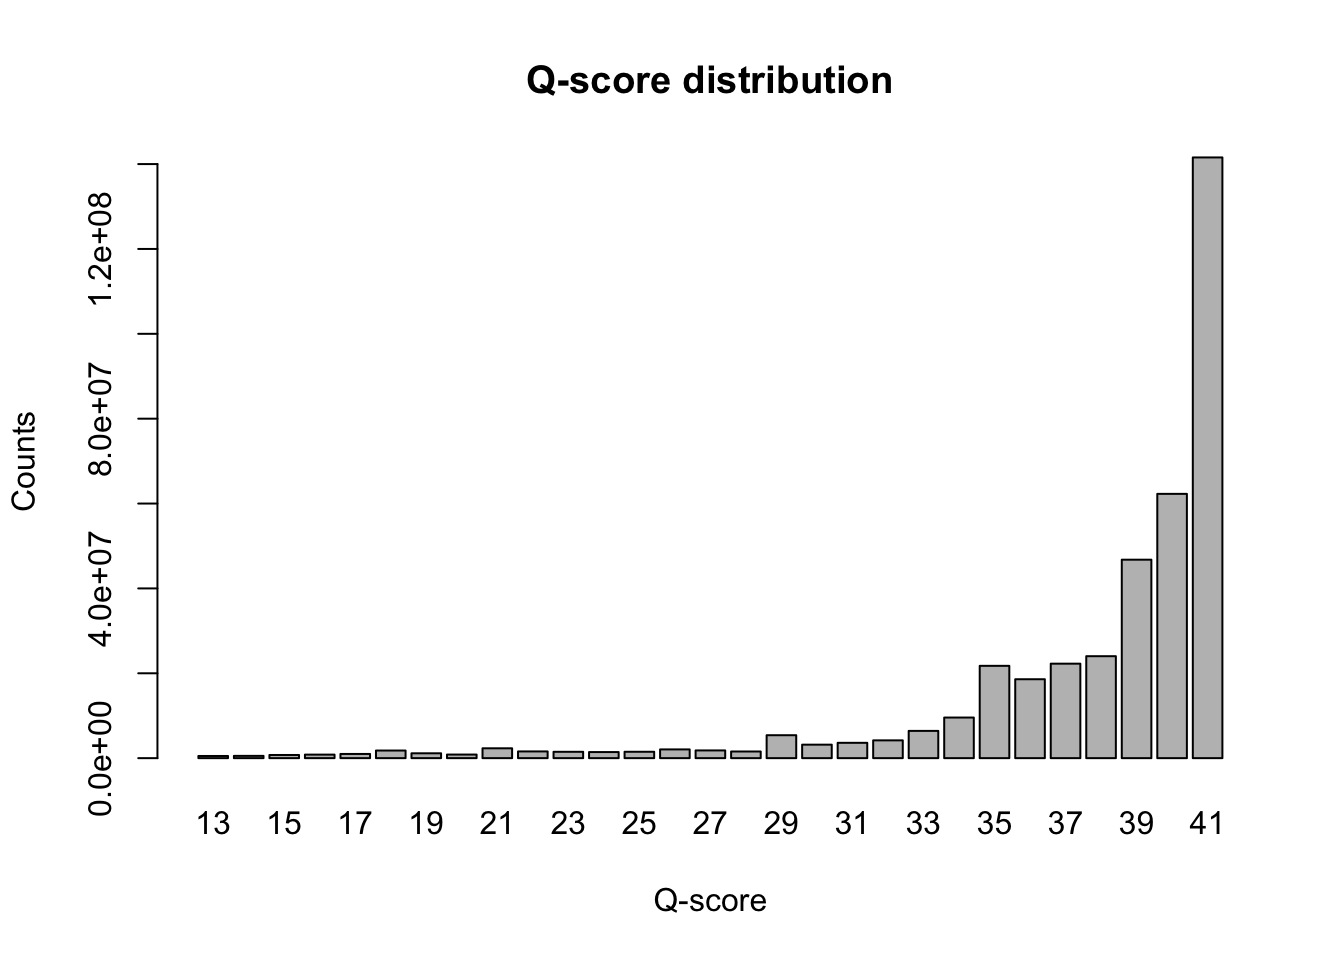 Q-score distribution
Counts
1.2e+08
8.0e+07
4.0e+07
0.0e+00
13 15 17 19 21 23 25 27 29 31 33 35 37 39 41
Q-score